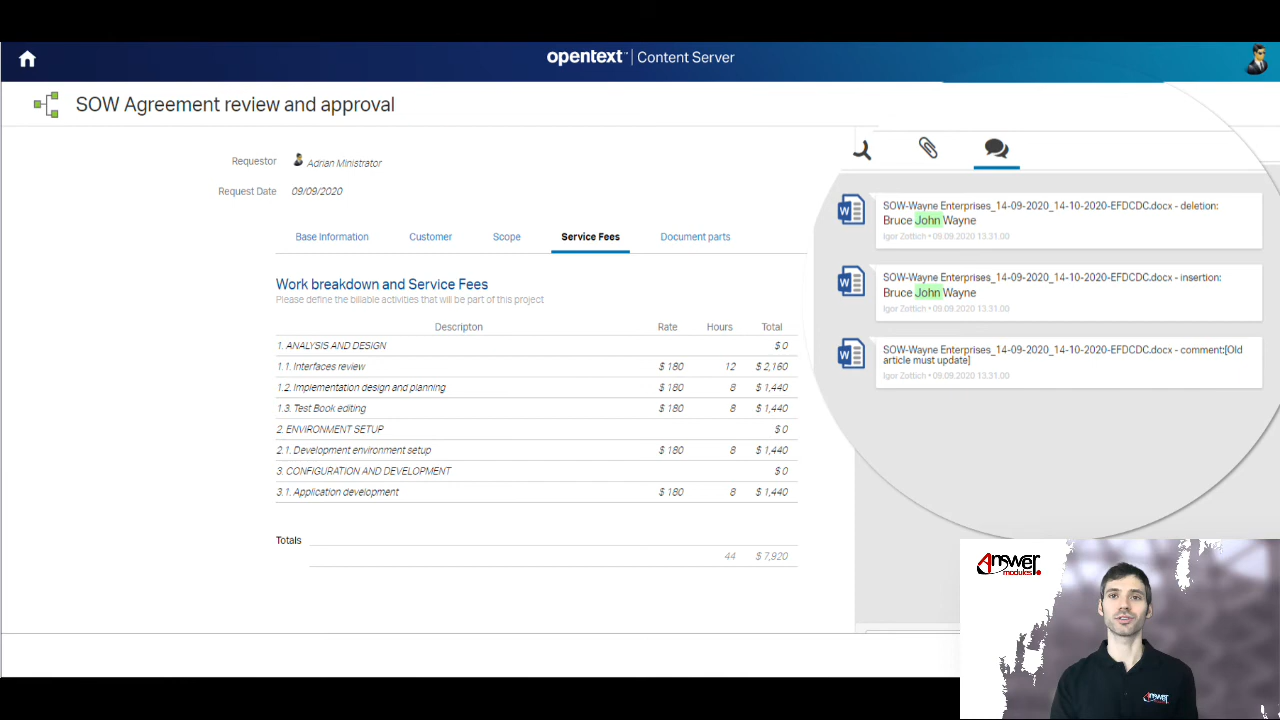 opentext™ | Content Server
SOW Agreement review and approval
Requestor Adrian Ministrator
Request Date 09/09/2020
Base Information Customer Scope Service Fees Document parts
Work breakdown and Service Fees
Please define the billable activities that will be part of this project
Descripton Rate Hours Total
1. ANALYSIS AND DESIGN $ 0
1.1. Interfaces review $ 180 12 $ 2,160
1.2. Implementation design and planning $ 180 8 $ 1,440
1.3. Test Book editing $ 180 8 $ 1,440
2. ENVIRONMENT SETUP $ 0
2.1. Development environment setup $ 180 8 $ 1,440
3. CONFIGURATION AND DEVELOPMENT $ 0
3.1. Application development $ 180 8 $ 1,440
Totals
44 $ 7,920
SOW-Wayne Enterprises_14-09-2020_14-10-2020-EFDCDC.docx - deletion:
Bruce John Wayne
Igor Zottich • 09.09.2020 13.31.00
SOW-Wayne Enterprises_14-09-2020_14-10-2020-EFDCDC.docx - insertion:
Bruce John Wayne
Igor Zottich • 09.09.2020 13.31.00
SOW-Wayne Enterprises_14-09-2020_14-10-2020-EFDCDC.docx - comment:[Old
article must update]
Igor Zottich • 09.09.2020 13.31.00
Answer
modules
Answer